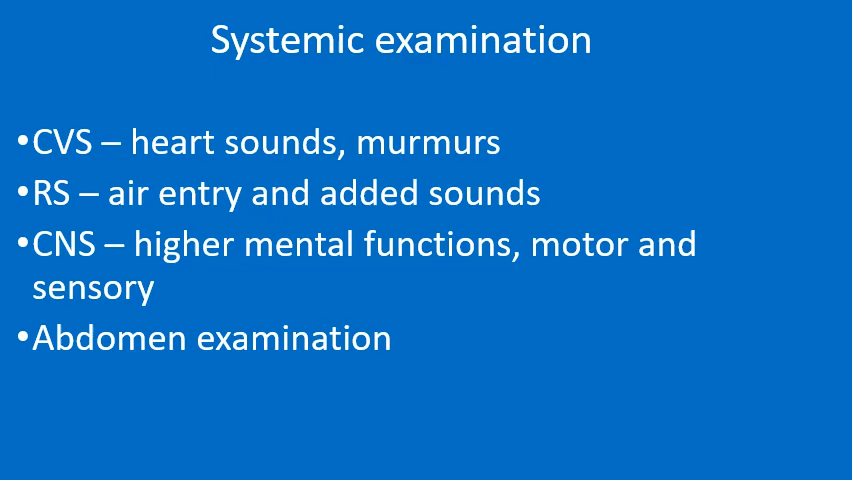 Systemic examination
•CVS – heart sounds, murmurs
•RS – air entry and added sounds
•CNS – higher mental functions, motor and
sensory
•Abdomen examination